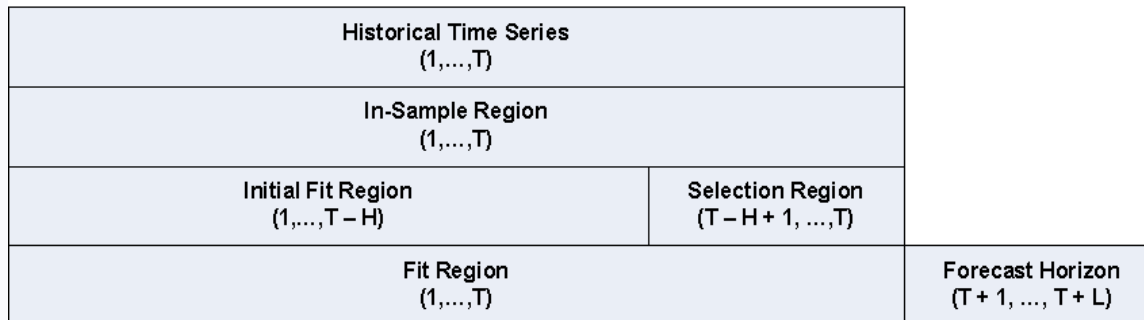 Historical Time Series
(1,...,T)
In-Sample Region
(1,...,T)
Initial Fit Region
(1,...,T – H)
Selection Region
(T – H + 1, ...,T)
Fit Region
(1,...,T)
Forecast Horizon
(T + 1, ..., T + L)